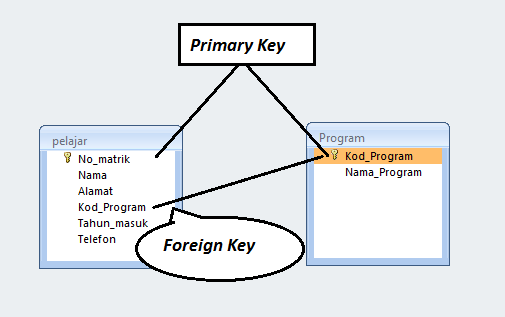 Primary Key
pelajar
No_matrik
Nama
Alamat
Kod_Program
Tahun_masuk
Telefon
Program
Kod_Program
Nama_Program
Foreign Key